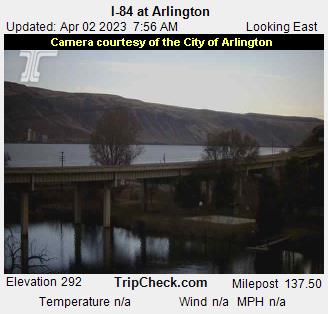 I-84 at Arlington
Updated: Apr 02 2023 7:56 AM Looking East
Camera courtesy of the City of Arlington
Elevation 292 TripCheck.com Milepost 137.50
Temperature n/a Wind n/a MPH n/a